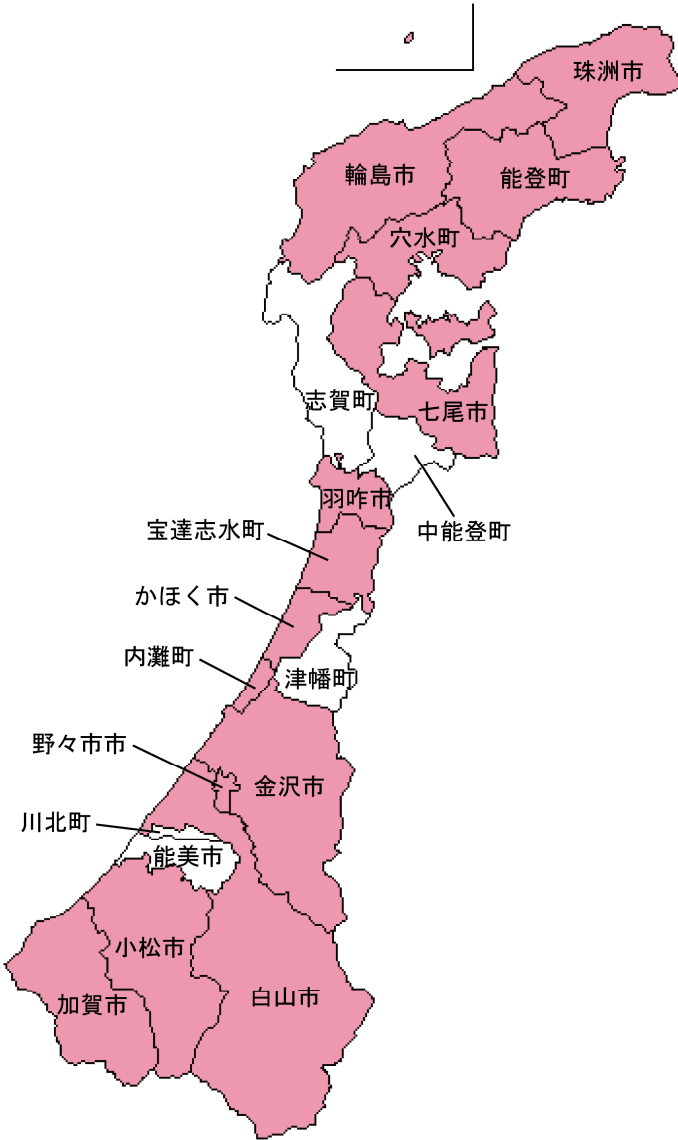 珠洲市
輪島市
能登町
穴水町
志賀町
七尾市
羽咋市
中能登町
宝達志水町
かほく市
内灘町
津幡町
野々市市
金沢市
川北町
能美市
小松市
白山市
加賀市